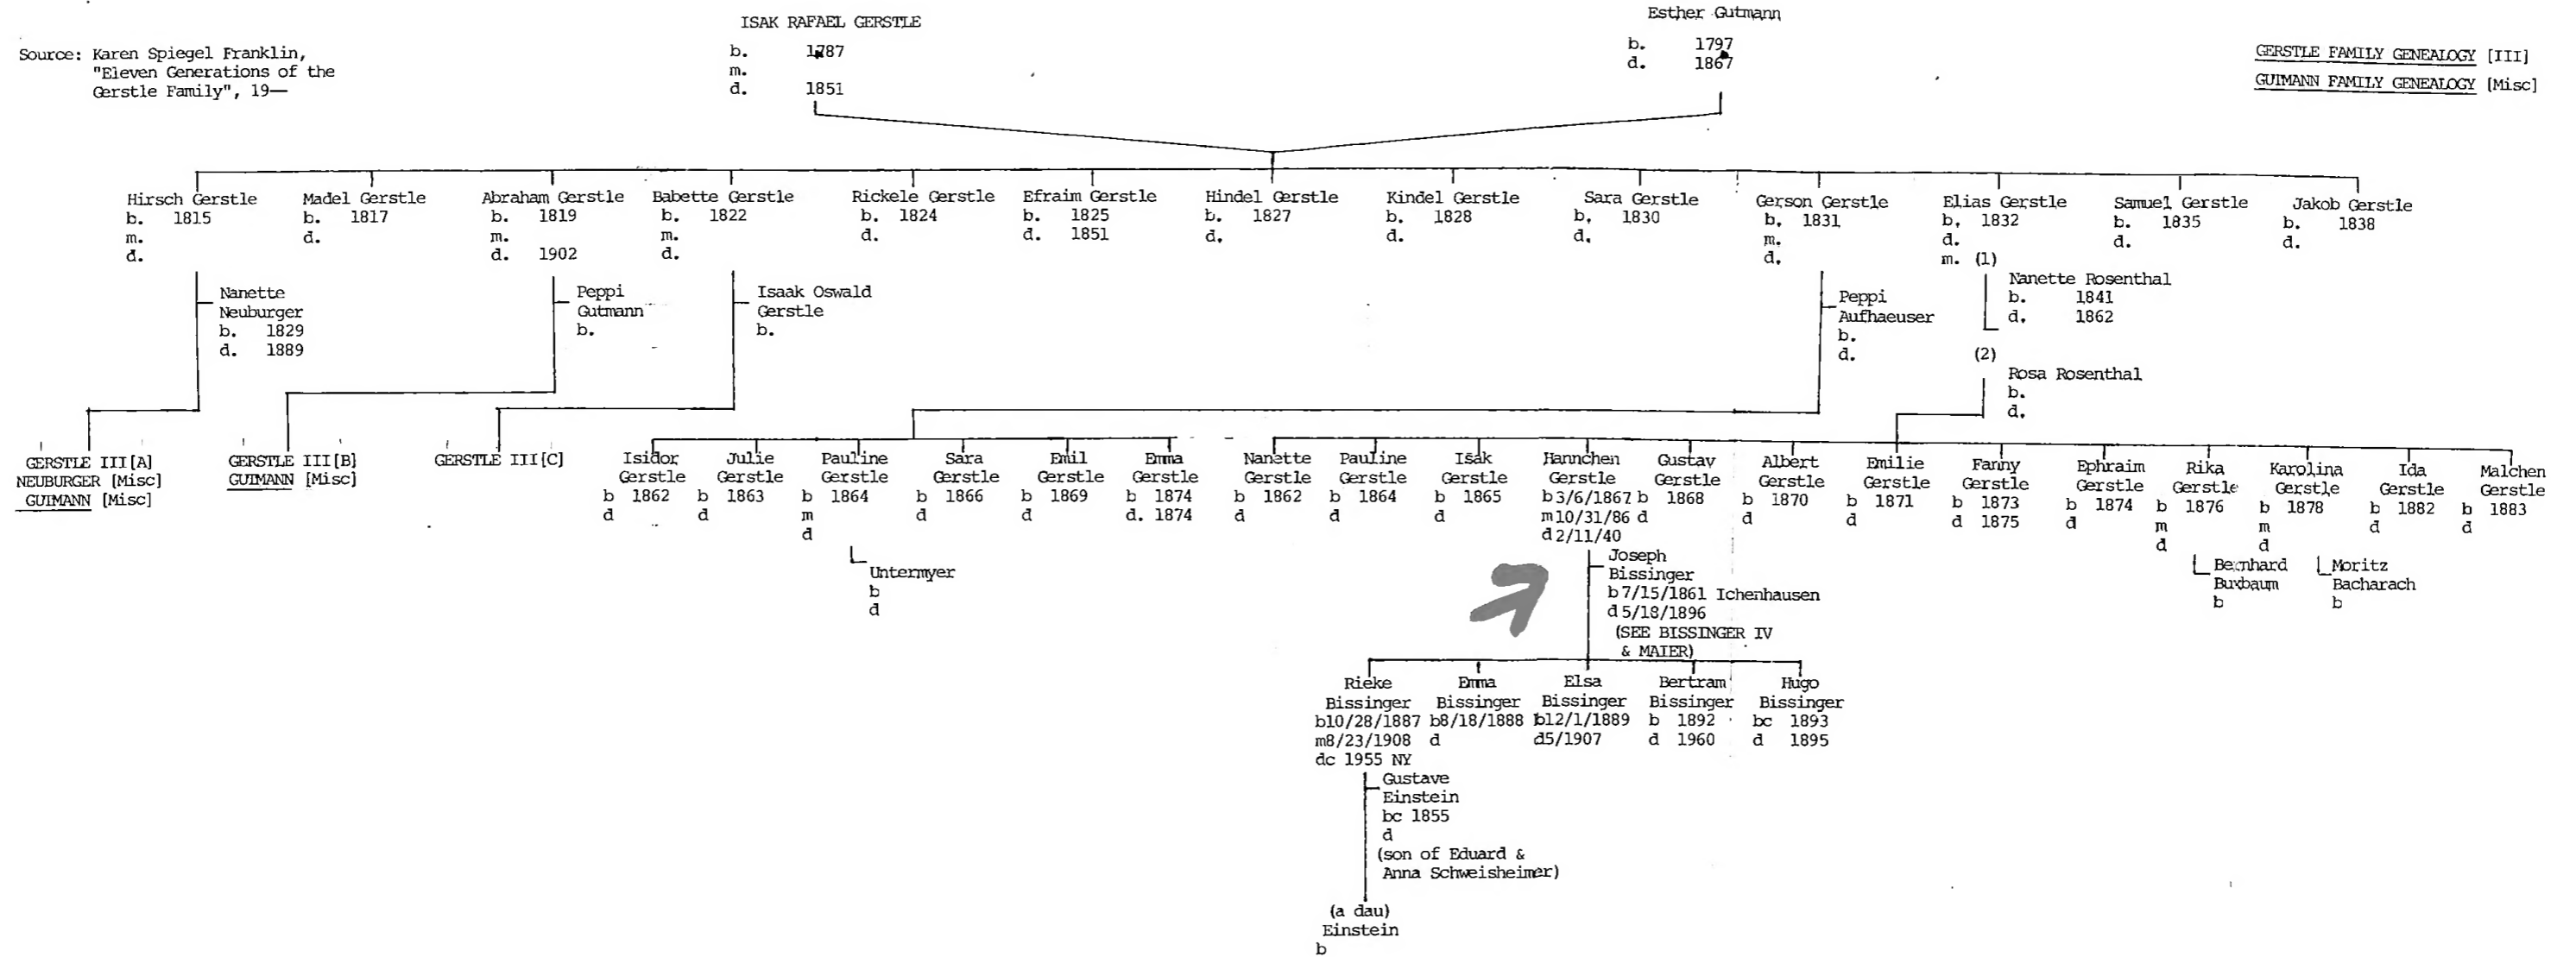 ISAK RAFAEL GERSTLE
b. 1787
m.
d. 1851
Esther Gutmann
b. 1797
d. 1867
Source: Karen Spiegel Franklin,
"Eleven Generations of the
Gerstle Family", 19—
GERSTLE FAMILY GENEALOGY [III]
GUTMANN FAMILY GENEALOGY [Misc]
Hirsch Gerstle
b. 1815
m.
d.
Madel Gerstle
b. 1817
d.
Abraham Gerstle
b. 1819
m.
d. 1902
Babette Gerstle
b. 1822
m.
d.
Rickele Gerstle
b. 1824
d.
Efraim Gerstle
b. 1825
d. 1851
Hindel Gerstle
b. 1827
d.
Kindel Gerstle
b. 1828
d.
Sara Gerstle
b. 1830
d.
Gerson Gerstle
b. 1831
m.
d.
Elias Gerstle
b. 1832
d.
m. (1)
Samuel Gerstle
b. 1835
d.
Jakob Gerstle
b. 1838
d.
Nanette
Neuburger
b. 1829
d. 1889
Peppi
Gutmann
b.
Isaak Oswald
Gerstle
b.
Peppi
Aufhaeuser
b.
d.
Nanette Rosenthal
b. 1841
d. 1862
(2)
Rosa Rosenthal
b.
d.
GERSTLE III[A]
NEUBURGER [Misc]
GUTMANN [Misc]
GERSTLE III[B]
GUTMANN [Misc]
GERSTLE III[C]
Isidor
Gerstle
b 1862
d
Julie
Gerstle
b 1863
d
Pauline
Gerstle
b 1864
m
d
Untermyer
b
d
Sara
Gerstle
b 1866
d
Emil
Gerstle
b 1869
d
Emma
Gerstle
b 1874
d. 1874
Nanette
Gerstle
b 1862
d
Pauline
Gerstle
b 1864
d
Isak
Gerstle
b 1865
d
Hannchen
Gerstle
b 3/6/1867
m 10/31/86
d 2/11/40
Gustav
Gerstle
b 1868
d
Albert
Gerstle
b 1870
d
Emilie
Gerstle
b 1871
d
Fanny
Gerstle
b 1873
d 1875
Ephraim
Gerstle
b 1874
d
Rika
Gerstle
b 1876
m
d
Karolina
Gerstle
b 1878
m
d
Ida
Gerstle
b 1882
d
Malchen
Gerstle
b 1883
d
Joseph
Bissinger
b 7/15/1861 Ichenhausen
d 5/18/1896
(SEE BISSINGER IV
& MAIER)
Bernhard
Buxbaum
b
Moritz
Bacharach
b
Rieke
Bissinger
b10/28/1887
m8/23/1908
dc 1955 NY
Emma
Bissinger
b8/18/1888
d
Elsa
Bissinger
b12/1/1889
d5/1907
Bertram
Bissinger
b 1892
d 1960
Hugo
Bissinger
bc 1893
d 1895
Gustave
Einstein
bc 1855
d
(son of Eduard &
Anna Schweisheimer)
(a dau)
Einstein
b